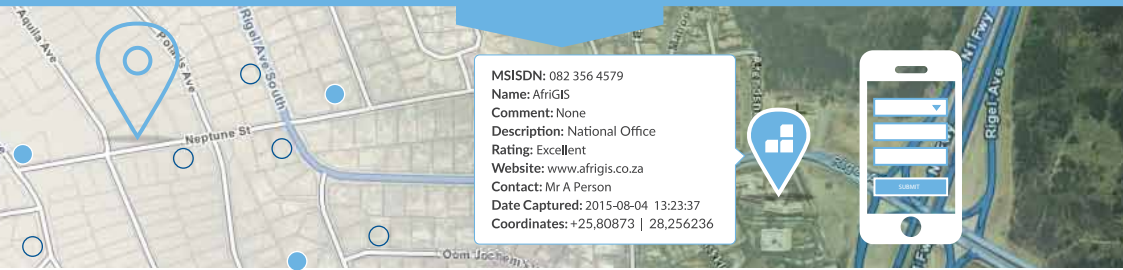 Aquila Ave
Polaris Ave
Rigel Ave South
Neptune St
MSISDN: 082 356 4579
Name: AfriGIS
Comment: None
Description: National Office
Rating: Excellent
Website: www.afrigis.co.za
Contact: Mr A Person
Date Captured: 2015-08-04 13:23:37
Coordinates: +25,80873 | 28,256236
Oom Jochem
N1 Fwy
Rigel Ave
SUBMIT